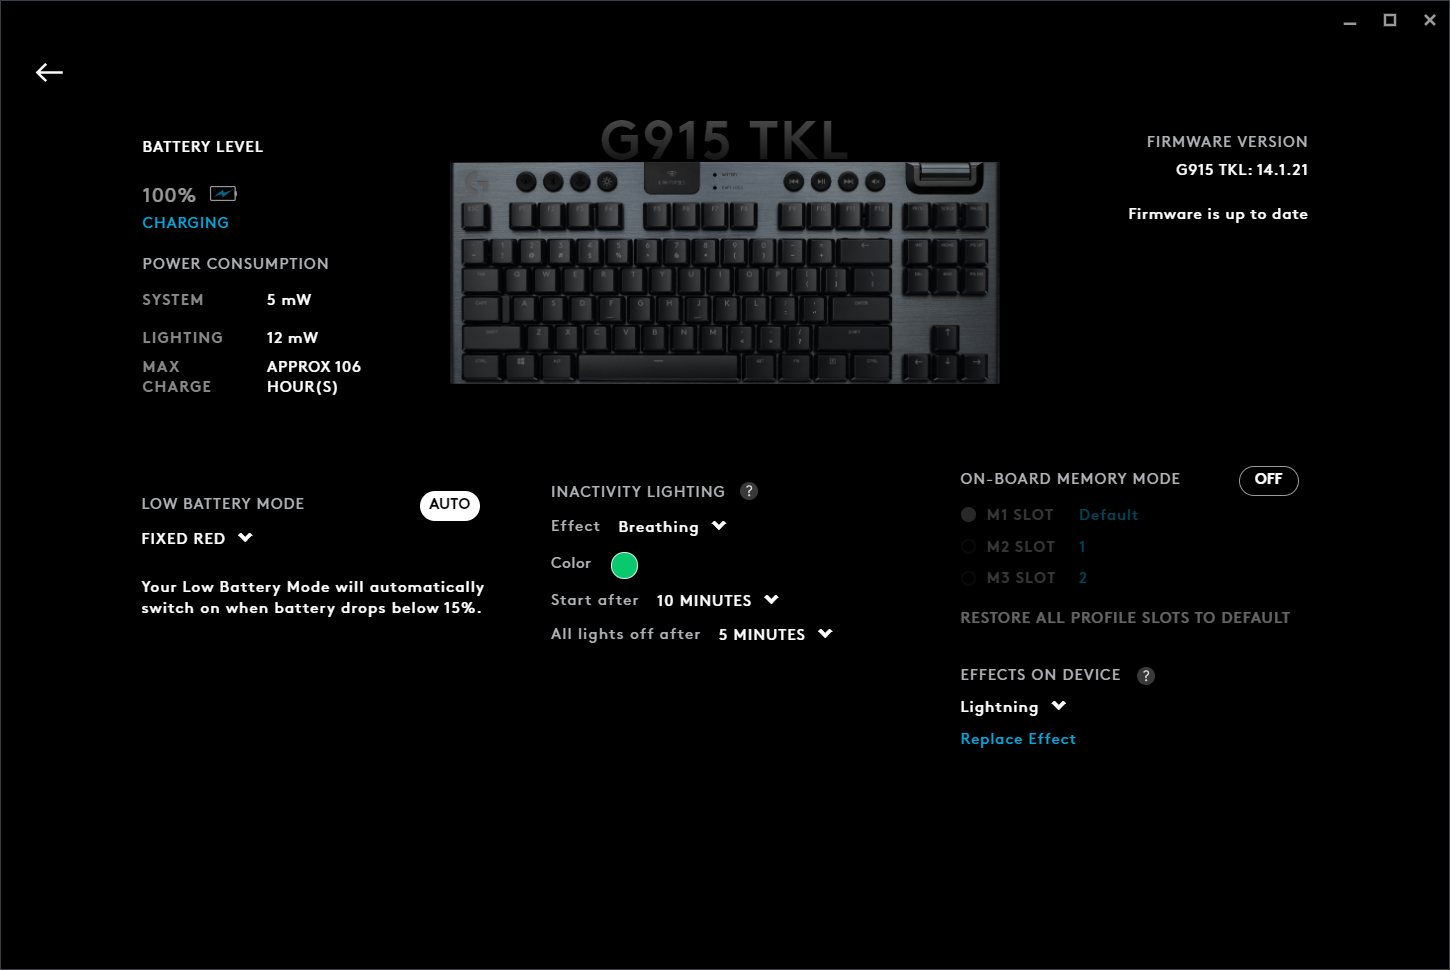 G915 TKL
BATTERY LEVEL
100%
CHARGING
POWER CONSUMPTION
SYSTEM 5 mW
LIGHTING 12 mW
MAX CHARGE APPROX 106 HOUR(S)
FIRMWARE VERSION
G915 TKL: 14.1.21
Firmware is up to date
LOW BATTERY MODE AUTO
FIXED RED
Your Low Battery Mode will automatically
switch on when battery drops below 15%.
INACTIVITY LIGHTING ?
Effect Breathing
Color
Start after 10 MINUTES
All lights off after 5 MINUTES
ON-BOARD MEMORY MODE OFF
M1 SLOT Default
M2 SLOT 1
M3 SLOT 2
RESTORE ALL PROFILE SLOTS TO DEFAULT
EFFECTS ON DEVICE ?
Lightning
Replace Effect